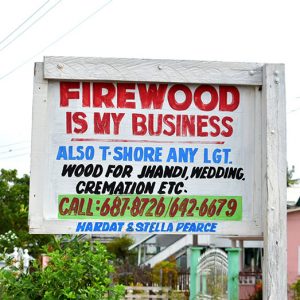 FIREWOOD
IS MY BUSINESS
ALSO T-SHORE ANY LGT.
WOOD FOR JHANDI, WEDDING,
CREMATION ETC.
CALL: 687-8726/642-6679
HARDAT & STELLA PEARCE